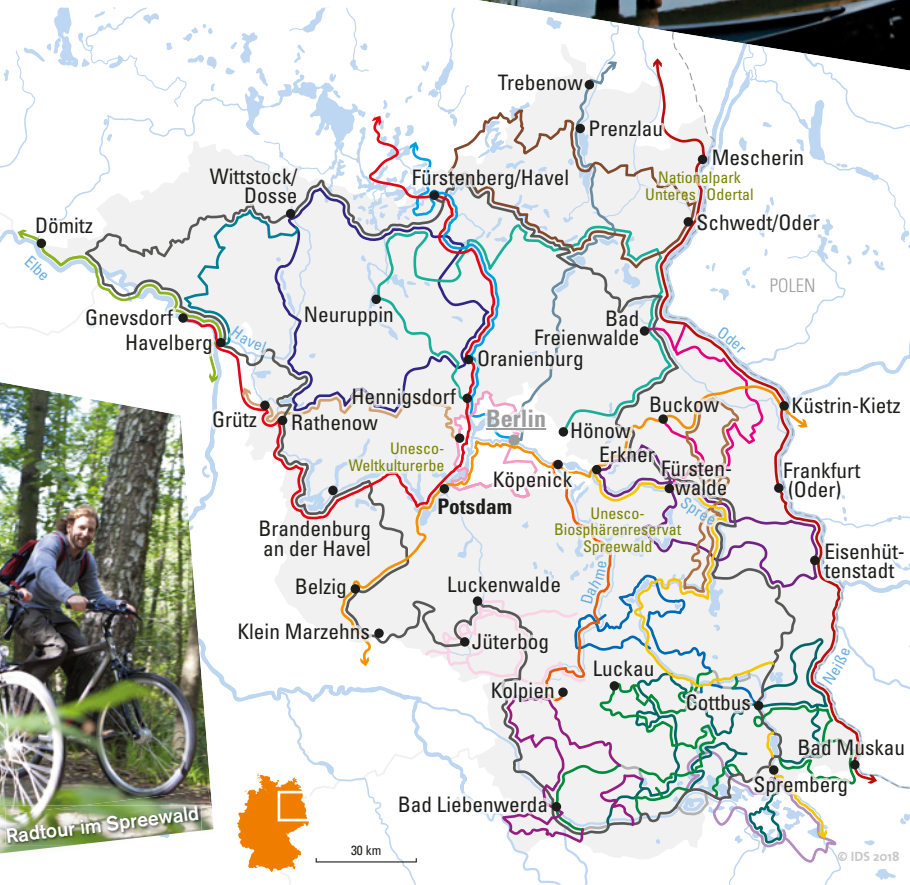 Trebenow
Prenzlau
Mescherin
Nationalpark
Unteres Odertal
Wittstock/
Dosse
Fürstenberg/Havel
Schwedt/Oder
Dömitz
Elbe
POLEN
Gnevsdorf
Neuruppin
Bad
Freienwalde
Oder
Havelberg
Havel
Oranienburg
Hennigsdorf
Buckow
Küstrin-Kietz
Grütz
Rathenow
Berlin
Hönow
Unesco-
Weltkulturerbe
Erkner
Köpenick
Fürsten-
walde
Frankfurt
(Oder)
Potsdam
Spree
Unesco-
Biosphärenreservat
Spreewald
Brandenburg
an der Havel
Eisenhüt-
tenstadt
Belzig
Luckenwalde
Dahme
Klein Marzehns
Jüterbog
Neiße
Kolpien
Luckau
Cottbus
Bad Muskau
Spremberg
Bad Liebenwerda
Radtour im Spreewald
30 km
© IDS 2018